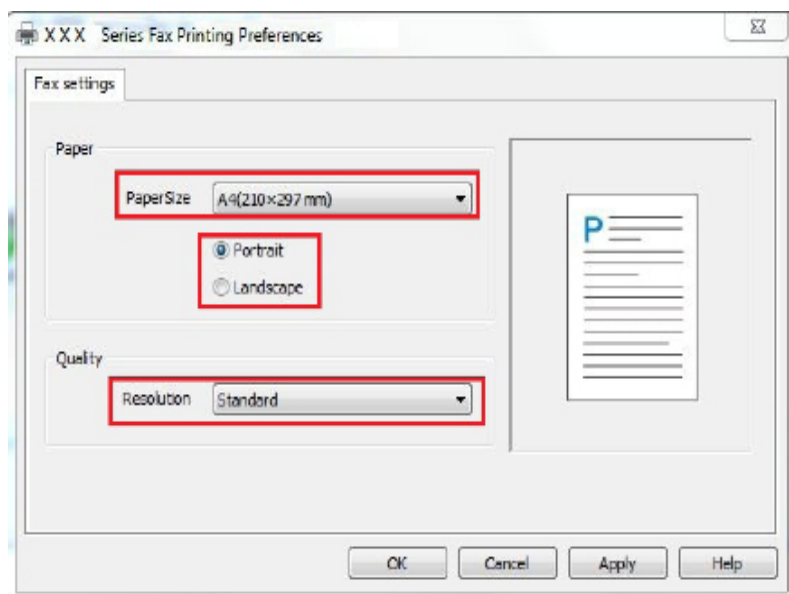 XXX Series Fax Printing Preferences
Fax settings
Paper
PaperSize A4(210×297 mm)
Portrait
Landscape
P
Quality
Resolution Standard
OK Cancel Apply Help